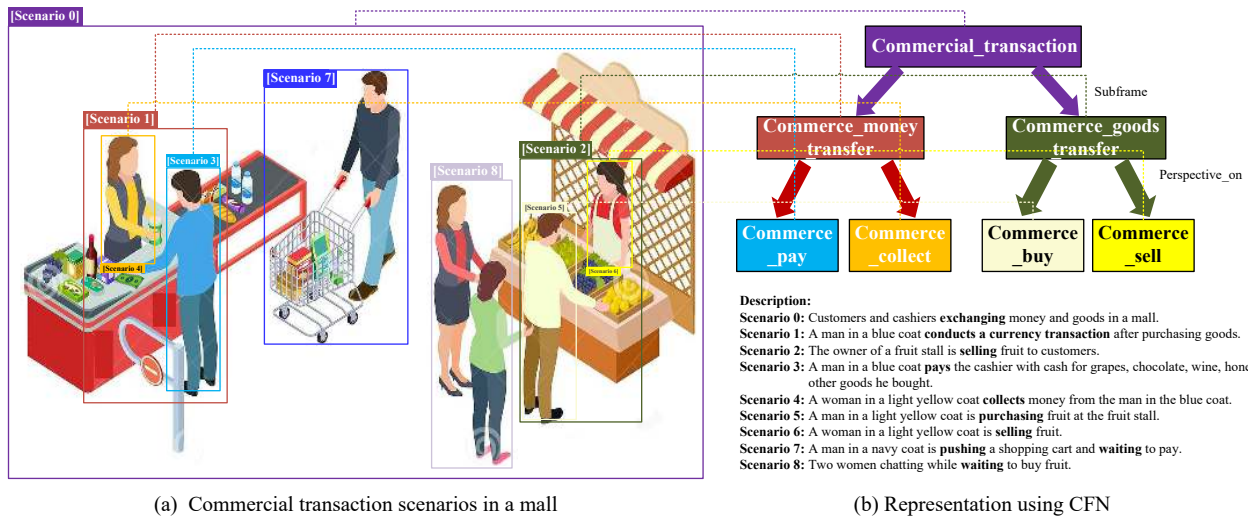 [Scenario 0]
[Scenario 7]
[Scenario 1]
[Scenario 3]
[Scenario 2]
[Scenario 8]
[Scenario 5]
[Scenario 4]
[Scenario 6]
(a) Commercial transaction scenarios in a mall
Commercial_transaction
Subframe
Commerce_money
_transfer
Commerce_goods
_transfer
Perspective_on
Commerce
_pay
Commerce
_collect
Commerce
_buy
Commerce
_sell
Description:
Scenario 0: Customers and cashiers exchanging money and goods in a mall.
Scenario 1: A man in a blue coat conducts a currency transaction after purchasing goods.
Scenario 2: The owner of a fruit stall is selling fruit to customers.
Scenario 3: A man in a blue coat pays the cashier with cash for grapes, chocolate, wine,
other goods he bought.
Scenario 4: A woman in a light yellow coat collects money from the man in the blue coat.
Scenario 5: A man in a light yellow coat is purchasing fruit at the fruit stall.
Scenario 6: A woman in a light yellow coat is selling fruit.
Scenario 7: A man in a navy coat is pushing a shopping cart and waiting to pay.
Scenario 8: Two women chatting while waiting to buy fruit.
(b) Representation using CFN